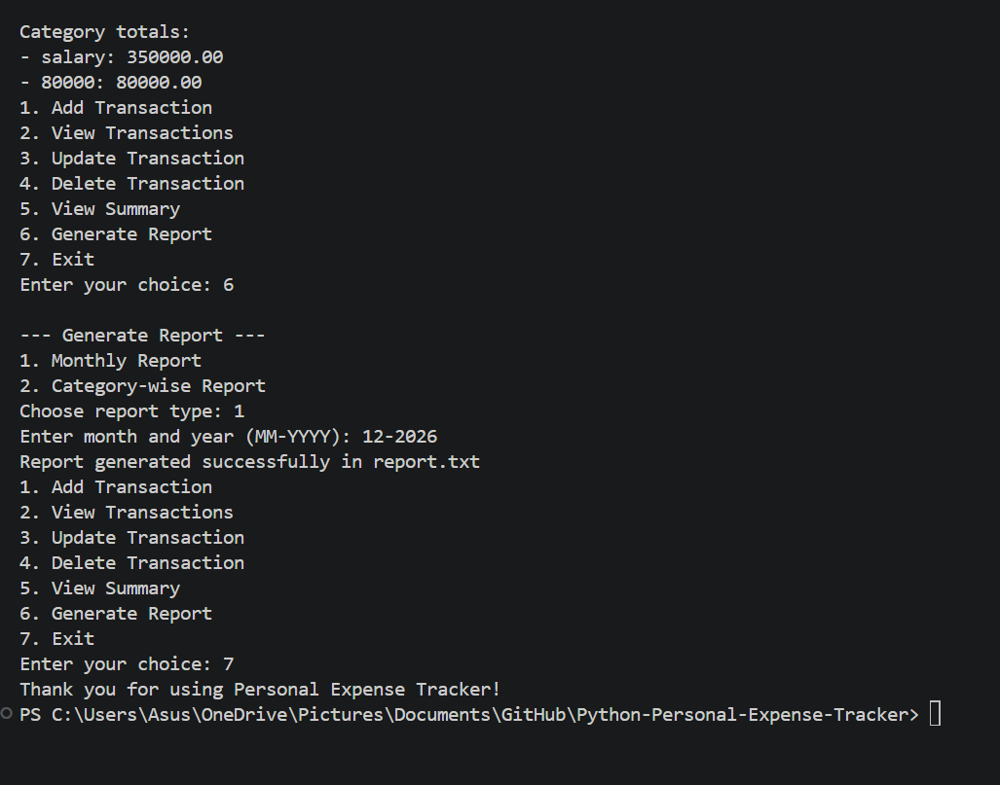 Category totals:
- salary: 350000.00
- 80000: 80000.00
1. Add Transaction
2. View Transactions
3. Update Transaction
4. Delete Transaction
5. View Summary
6. Generate Report
7. Exit
Enter your choice: 6
--- Generate Report ---
1. Monthly Report
2. Category-wise Report
Choose report type: 1
Enter month and year (MM-YYYY): 12-2026
Report generated successfully in report.txt
1. Add Transaction
2. View Transactions
3. Update Transaction
4. Delete Transaction
5. View Summary
6. Generate Report
7. Exit
Enter your choice: 7
Thank you for using Personal Expense Tracker!
PS C:\Users\Asus\OneDrive\Pictures\Documents\GitHub\Python-Personal-Expense-Tracker>